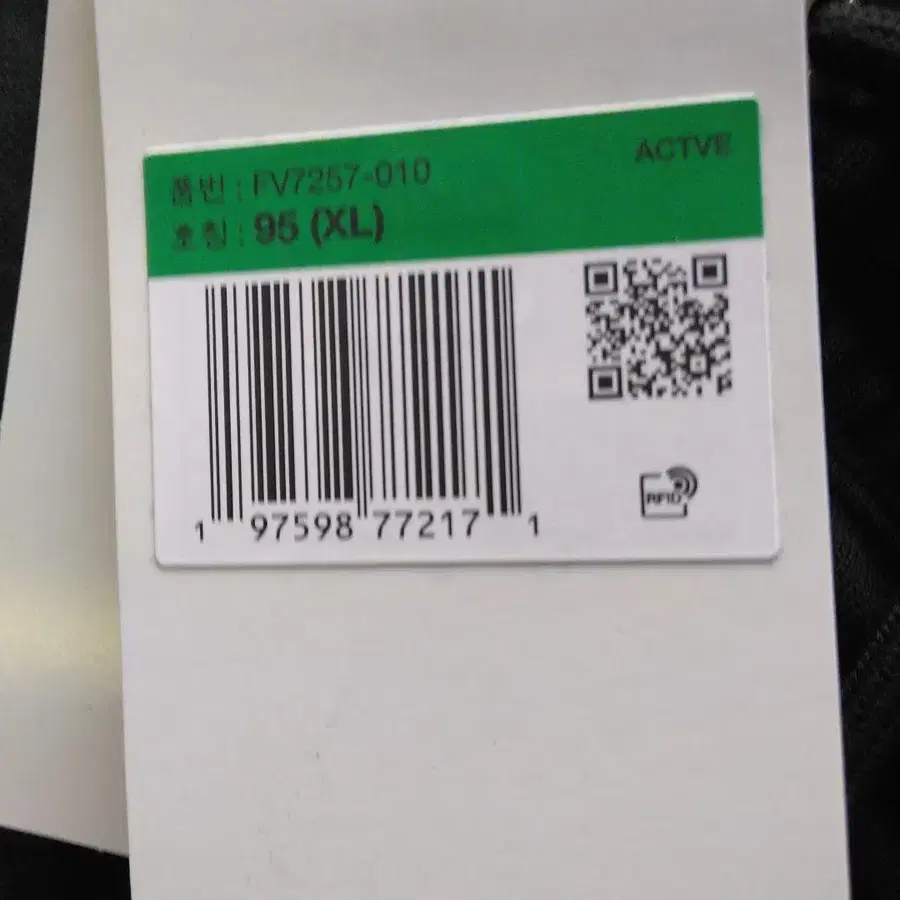 품번 : FV7257-010
ACTVE
호칭 : 95 (XL)
1 97598 77217 1
RFID